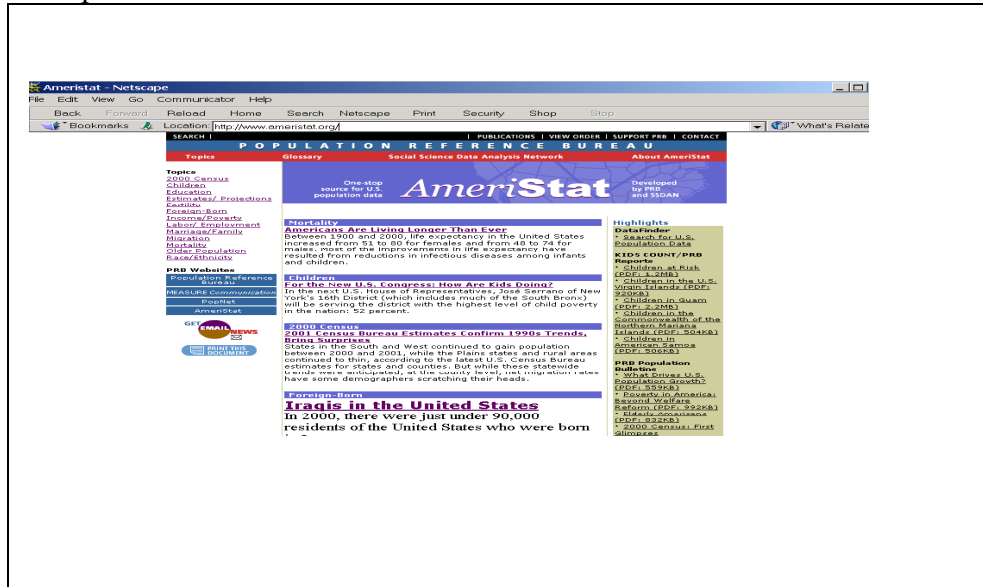 Ameristat - Netscape
File Edit View Go Communicator Help
Back Forward Reload Home Search Netscape Print Security Shop Stop
Bookmarks Location: http://www.ameristat.org/ What's Relate
SEARCH | | PUBLICATIONS | VIEW ORDER | SUPPORT PRB | CONTACT
POPULATION REFERENCE BUREAU
Topics Glossary Social Science Data Analysis Network About AmeriStat
Topics
2000 Census
Children
Education
Estimates/ Projections
Fertility
Foreign-Born
Income/Poverty
Labor/ Employment
Marriage/Family
Migration
Mortality
Older Population
Race/Ethnicity
PRB Websites
Population Reference
Bureau
MEASURE Communication
PopNet
AmeriStat
GET
EMAIL
NEWS
PRINT THIS
DOCUMENT
One-stop
source for U.S.
population data
AmeriStat
Developed
by PRB
and SSDAN
Mortality
Americans Are Living Longer Than Ever
Between 1900 and 2000, life expectancy in the United States
increased from 51 to 80 for females and from 48 to 74 for
males. Most of the improvements in life expectancy have
resulted from reductions in infectious diseases among infants
and children.
Children
For the New U.S. Congress: How Are Kids Doing?
In the next U.S. House of Representatives, José Serrano of New
York's 16th District (which includes much of the South Bronx)
will be serving the district with the highest level of child poverty
in the nation: 52 percent.
2000 Census
2001 Census Bureau Estimates Confirm 1990s Trends,
Bring Surprises
States in the South and West continued to gain population
between 2000 and 2001, while the Plains states and rural areas
continued to thin, according to the latest U.S. Census Bureau
estimates for states and counties. But while these statewide
trends were anticipated, at the county level, net migration rates
have some demographers scratching their heads.
Foreign-Born
Iraqis in the United States
In 2000, there were just under 90,000
residents of the United States who were born
Highlights
DataFinder
• Search for U.S.
Population Data
KIDS COUNT/PRB
Reports
• Children at Risk
(PDF: 1.2MB)
• Children in the U.S.
Virgin Islands (PDF:
920KB)
• Children in Guam
(PDF: 2.2MB)
• Children in the
Commonwealth of the
Northern Mariana
Islands (PDF: 504KB)
• Children in
American Samoa
(PDF: 506KB)
PRB Population
Bulletins
• What Drives U.S.
Population Growth?
(PDF: 559KB)
• Poverty in America:
Beyond Welfare
Reform (PDF: 992KB)
• Elderly Americans
(PDF: 832KB)
• 2000 Census: First
Glimpses